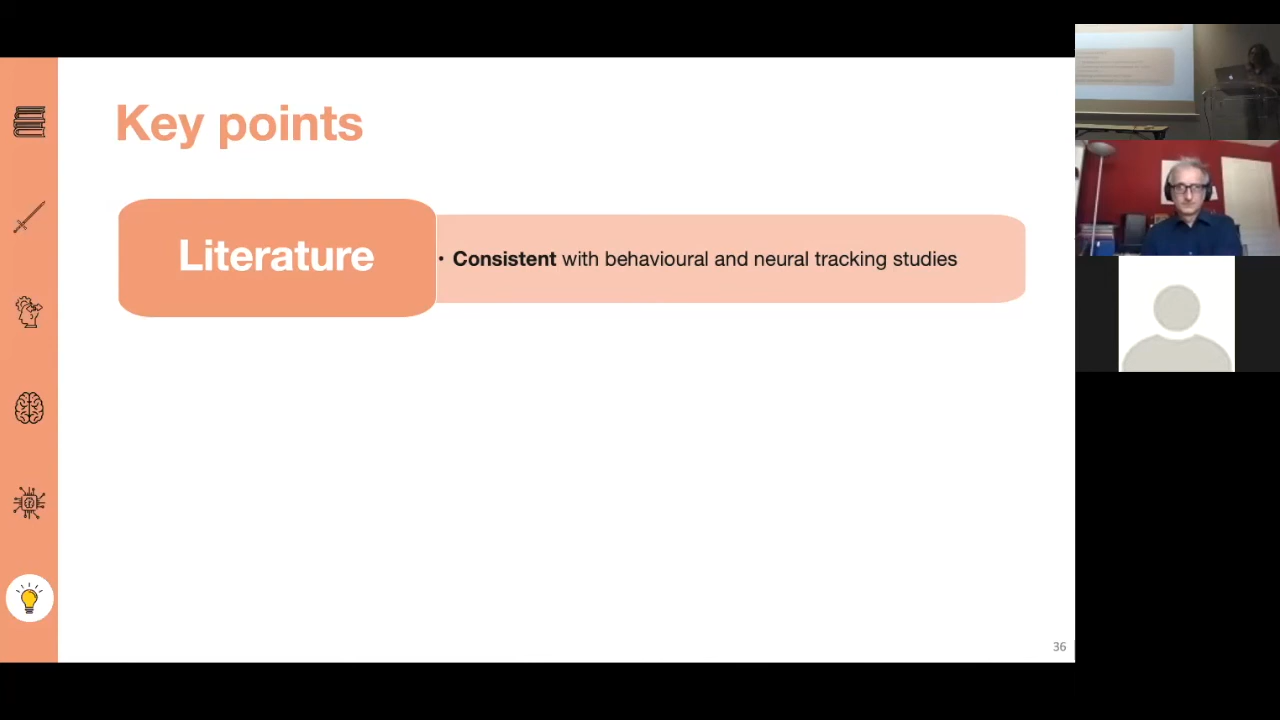 Key points
Literature
• Consistent with behavioural and neural tracking studies
36